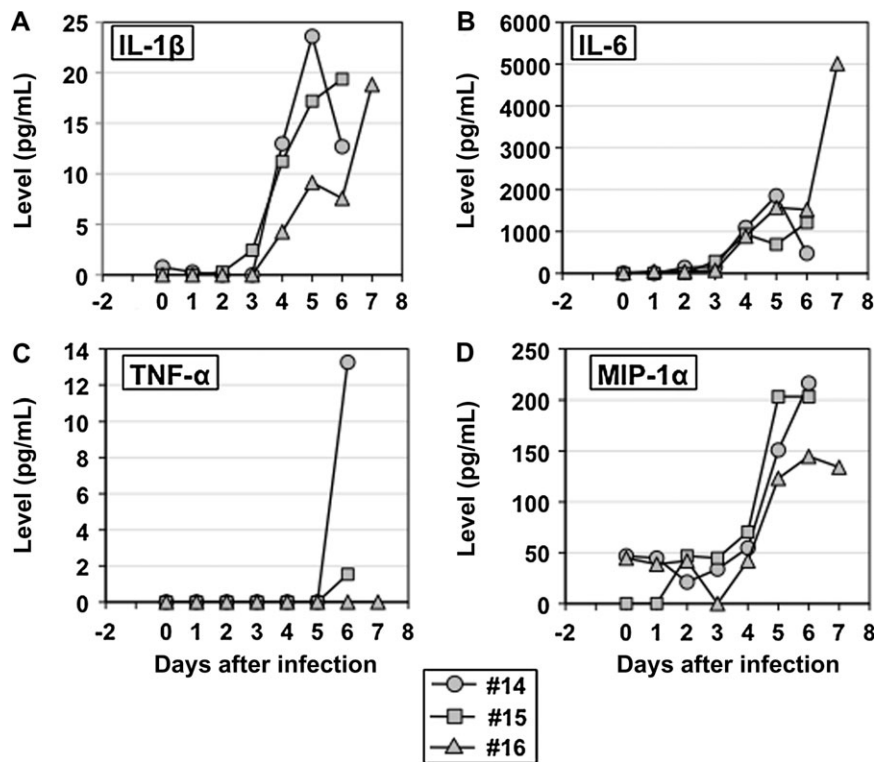 A
IL-1β
25
20
15
10
5
0
Level (pg/mL)
-2 0 1 2 3 4 5 6 7 8
B
IL-6
6000
5000
4000
3000
2000
1000
0
Level (pg/mL)
-2 0 1 2 3 4 5 6 7 8
C
TNF-α
14
12
10
8
6
4
2
0
Level (pg/mL)
-2 0 1 2 3 4 5 6 7 8
Days after infection
D
MIP-1α
250
200
150
100
50
0
Level (pg/mL)
-2 0 1 2 3 4 5 6 7 8
Days after infection
#14
#15
#16